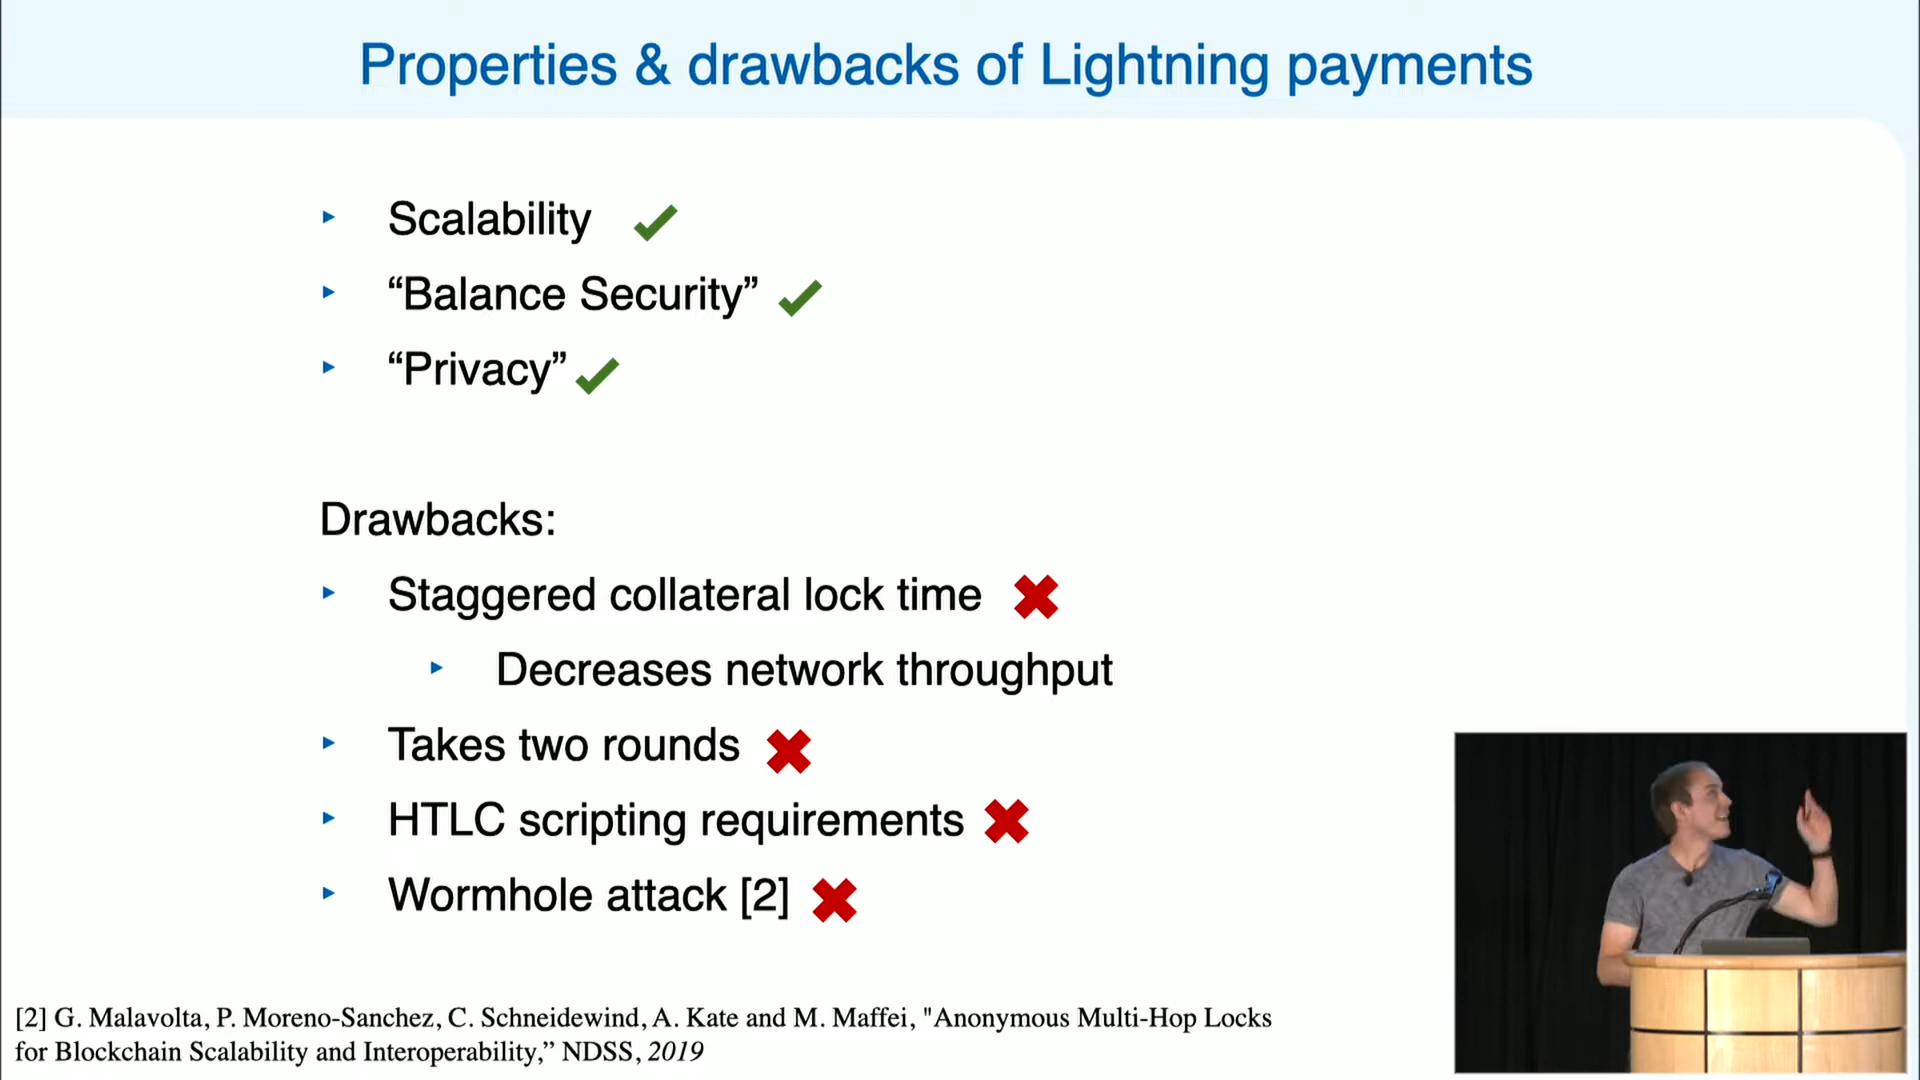 Properties & drawbacks of Lightning payments
Scalability
“Balance Security”
“Privacy”
Drawbacks:
Staggered collateral lock time
Decreases network throughput
Takes two rounds
HTLC scripting requirements
Wormhole attack [2]
[2] G. Malavolta, P. Moreno-Sanchez, C. Schneidewind, A. Kate and M. Maffei, "Anonymous Multi-Hop Locks
for Blockchain Scalability and Interoperability,” NDSS, 2019